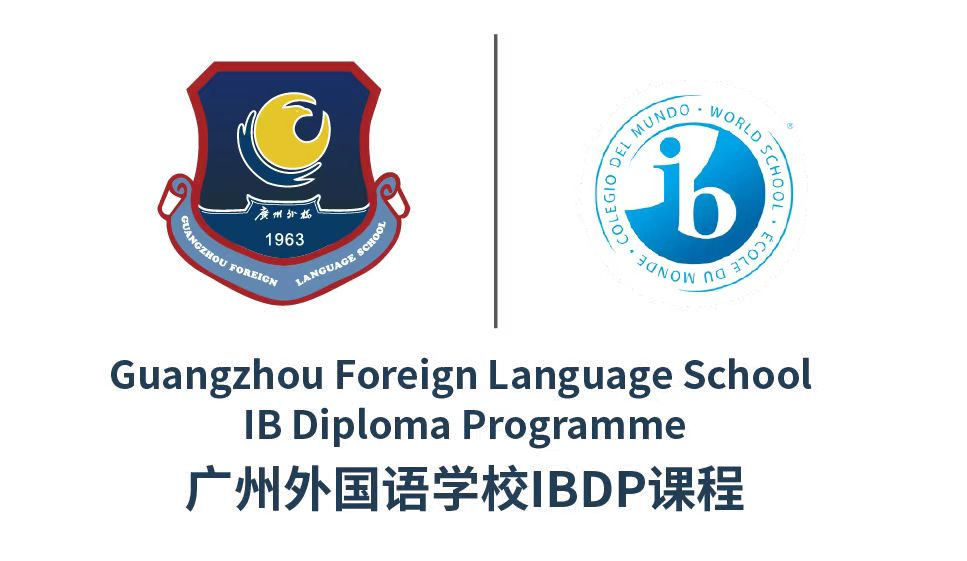 广州外校
1963
GUANGZHOU FOREIGN LANGUAGE SCHOOL
ib
COLEGIO DEL MUNDO · WORLD SCHOOL · ÉCOLE DU MONDE ·
®
Guangzhou Foreign Language School
IB Diploma Programme
广州外国语学校IBDP课程